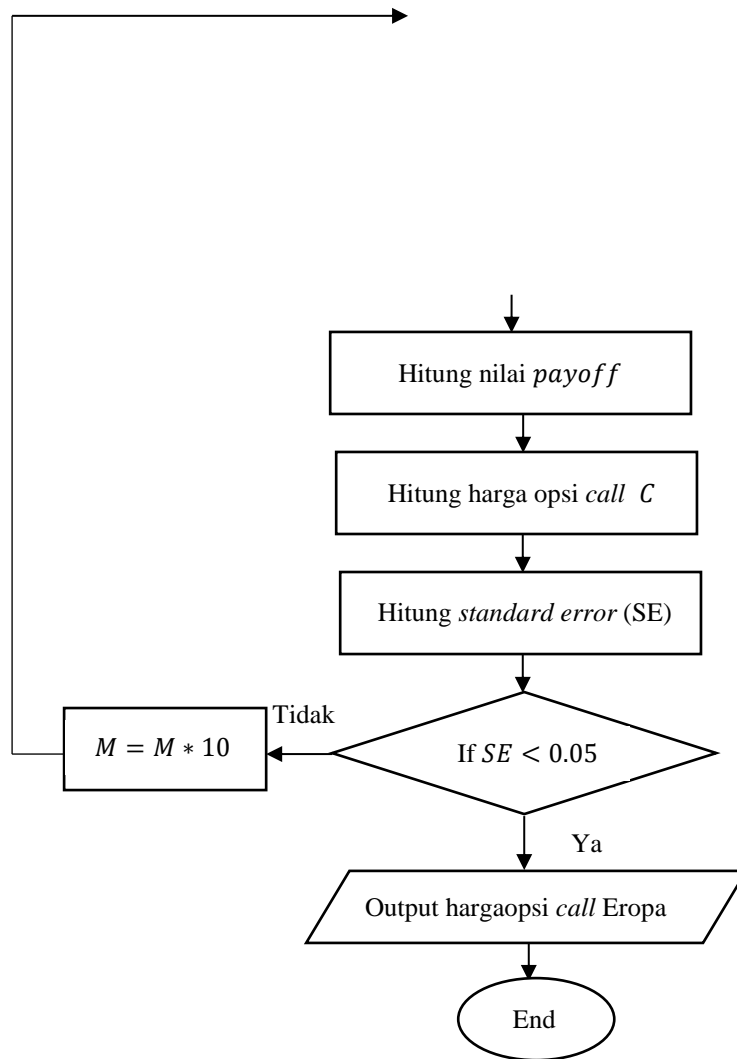 Hitung nilai payoff
Hitung harga opsi call C
Hitung standard error (SE)
Tidak
M = M * 10
If SE < 0.05
Ya
Output hargaopsi call Eropa
End